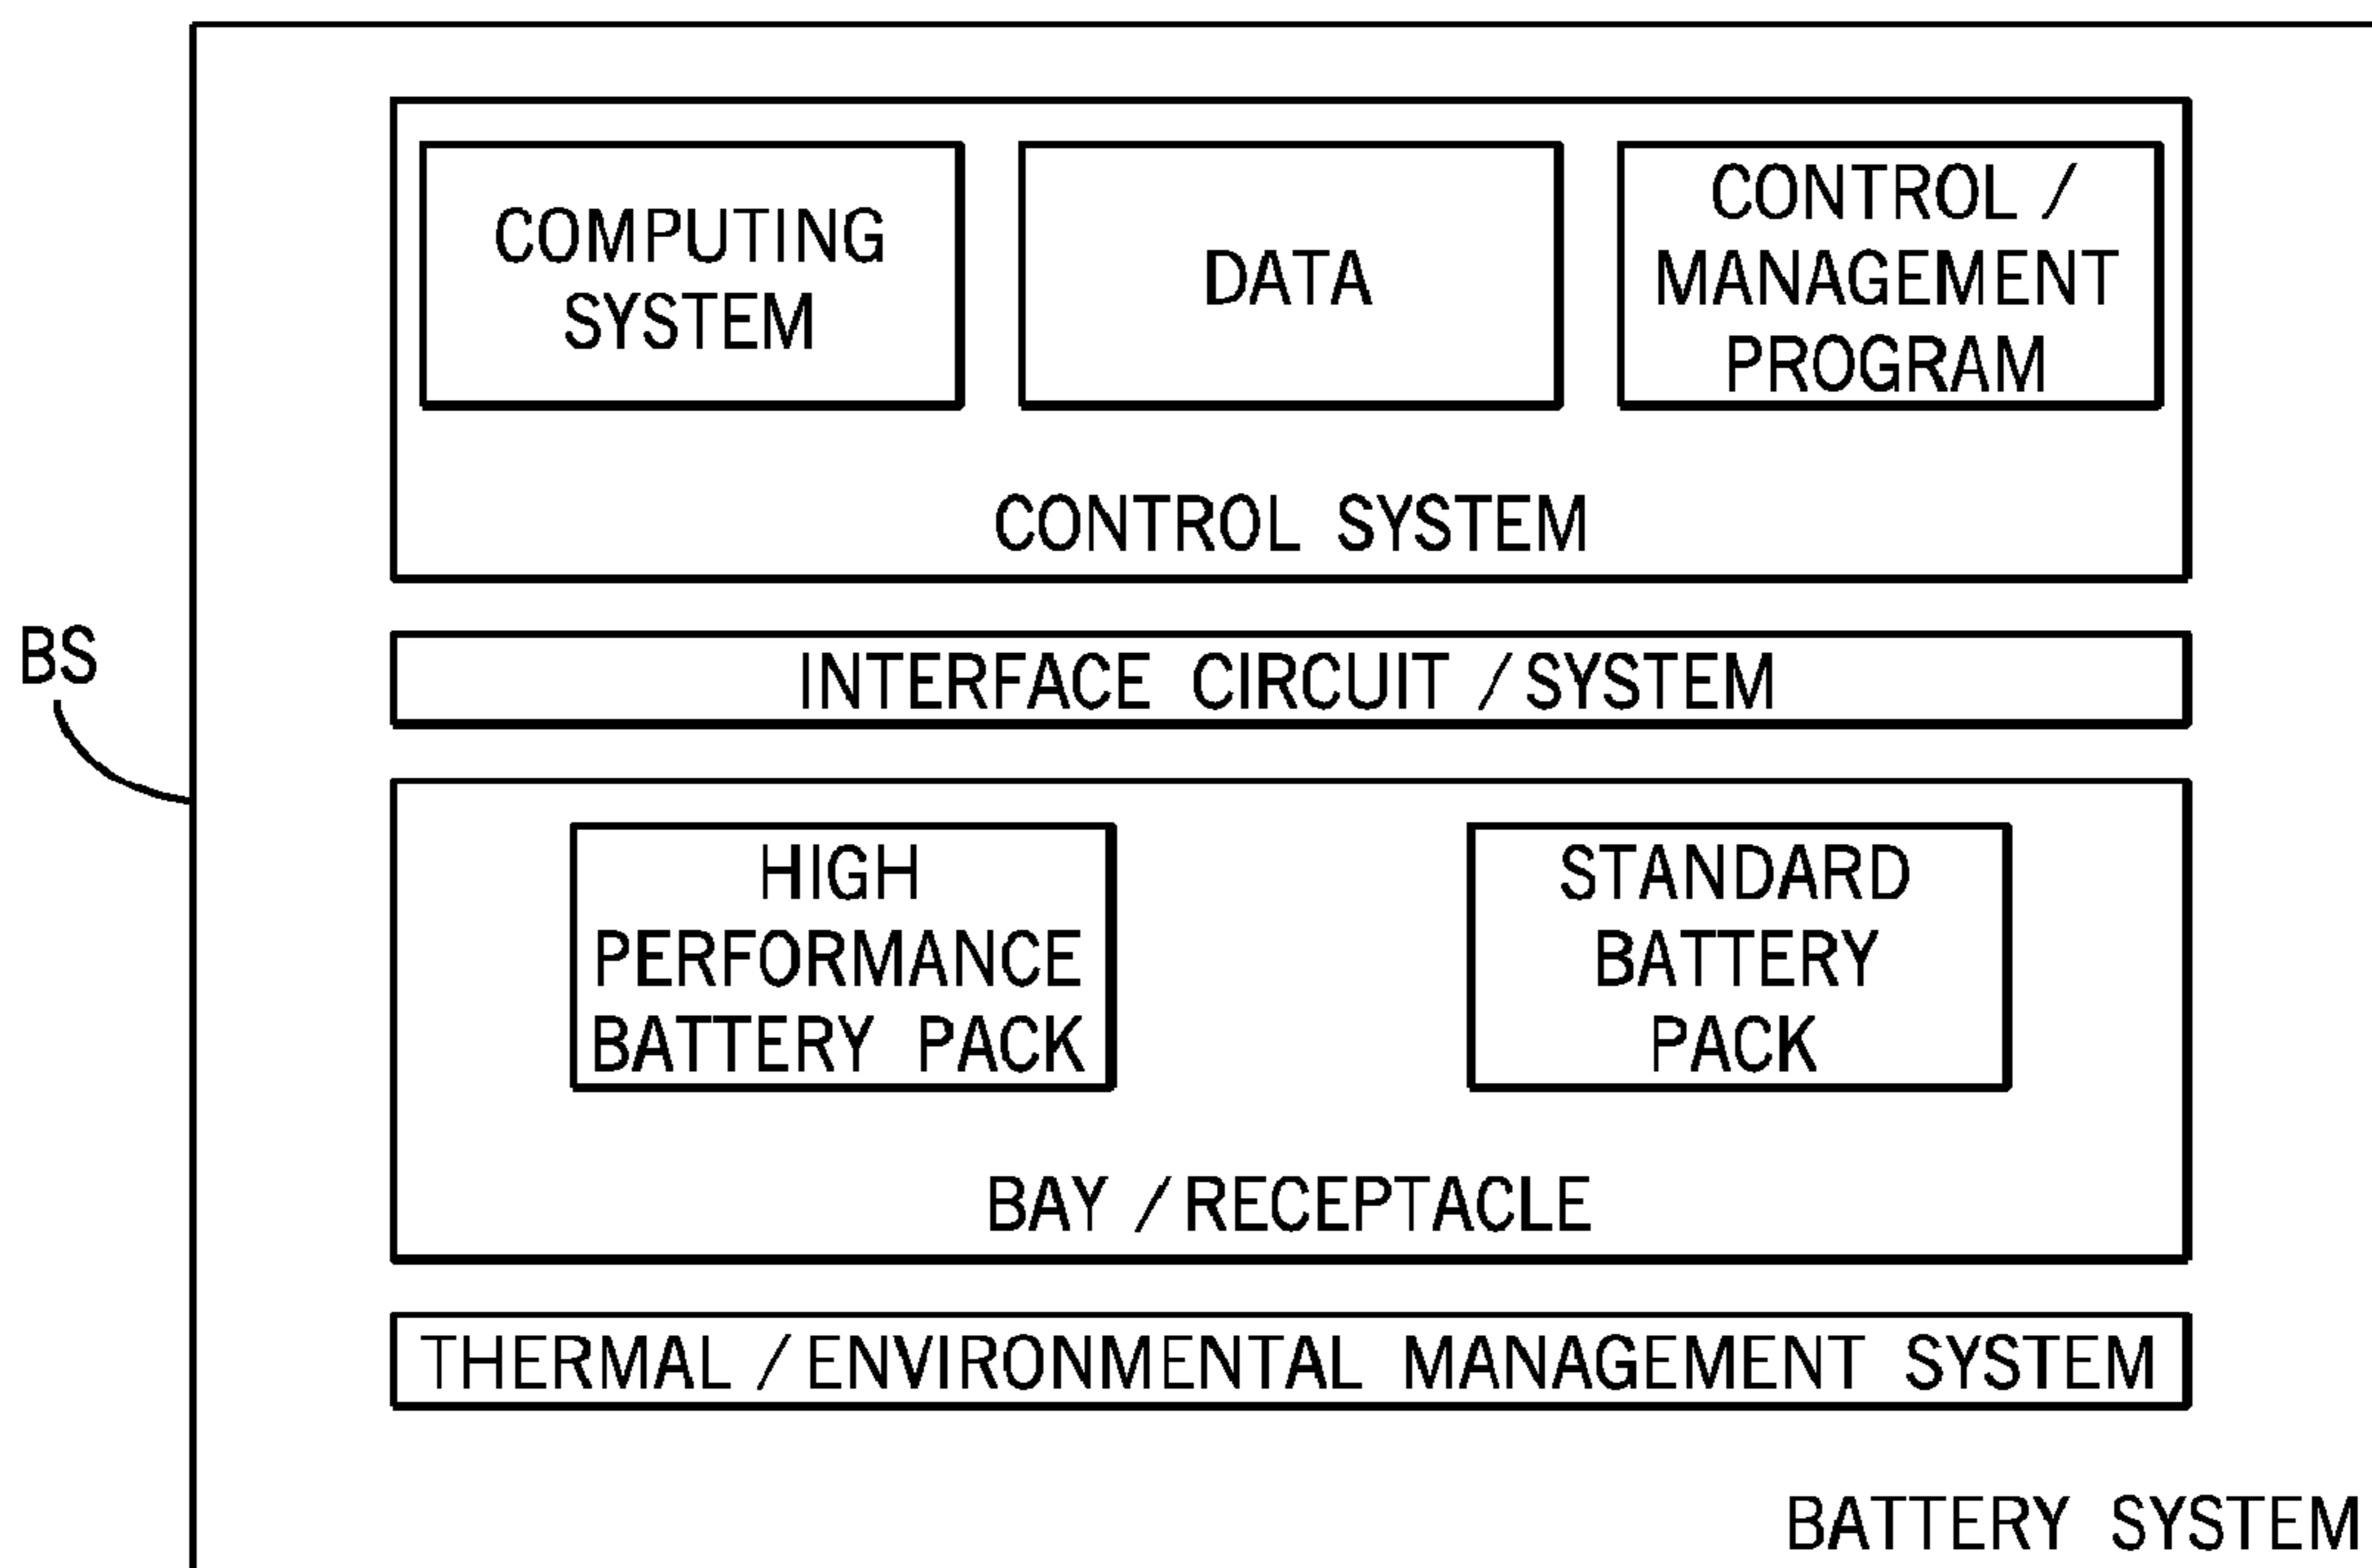 COMPUTING
SYSTEM
DATA
CONTROL /
MANAGEMENT
PROGRAM
CONTROL SYSTEM
BS
INTERFACE CIRCUIT / SYSTEM
HIGH
PERFORMANCE
BATTERY PACK
STANDARD
BATTERY
PACK
BAY / RECEPTACLE
THERMAL / ENVIRONMENTAL MANAGEMENT SYSTEM
BATTERY SYSTEM